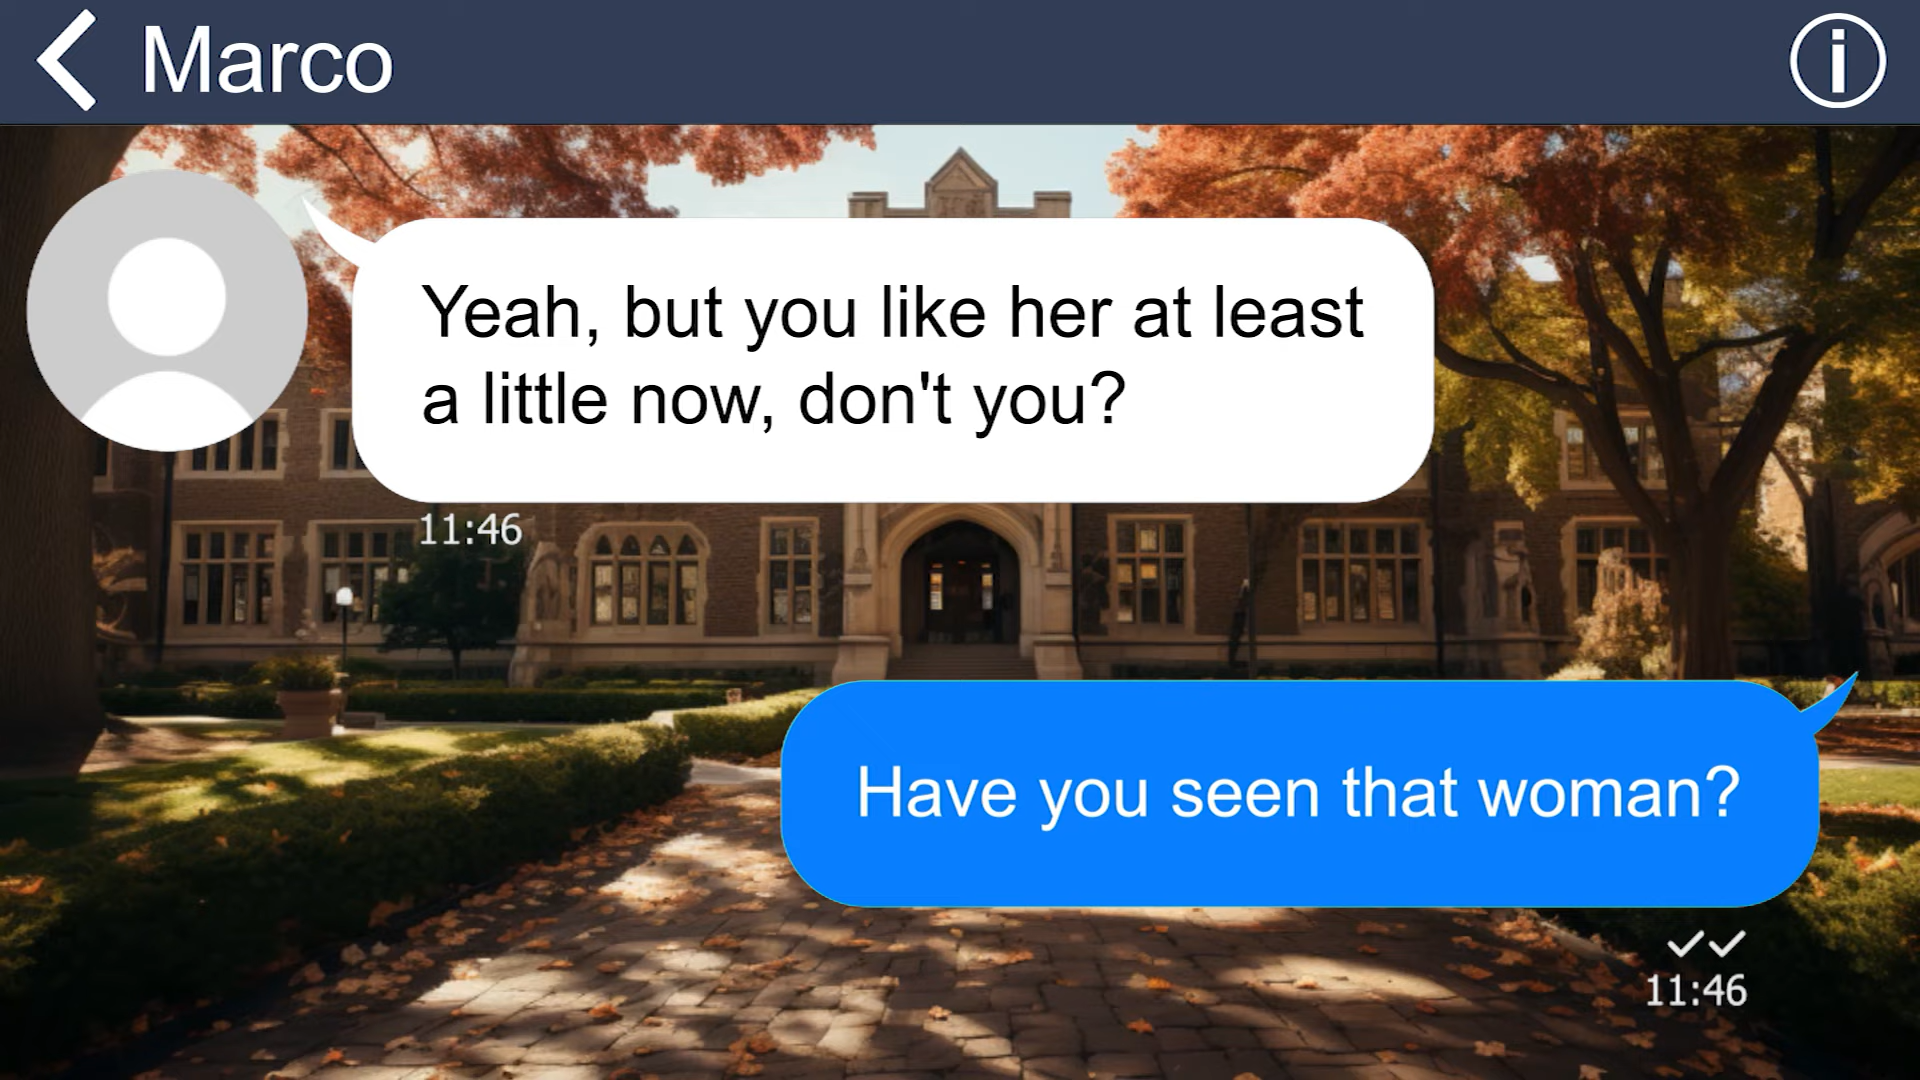 Marco
Yeah, but you like her at least
a little now, don't you?
11:46
Have you seen that woman?
11:46